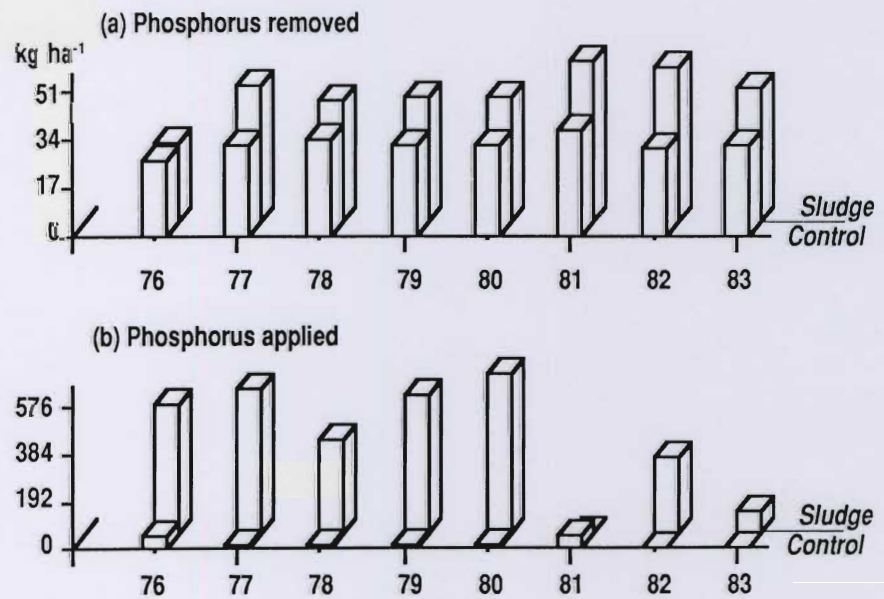 (a) Phosphorus removed
kg ha⁻¹
51
34
17
0
Sludge
Control
76 77 78 79 80 81 82 83
(b) Phosphorus applied
576
384
192
0
Sludge
Control
76 77 78 79 80 81 82 83